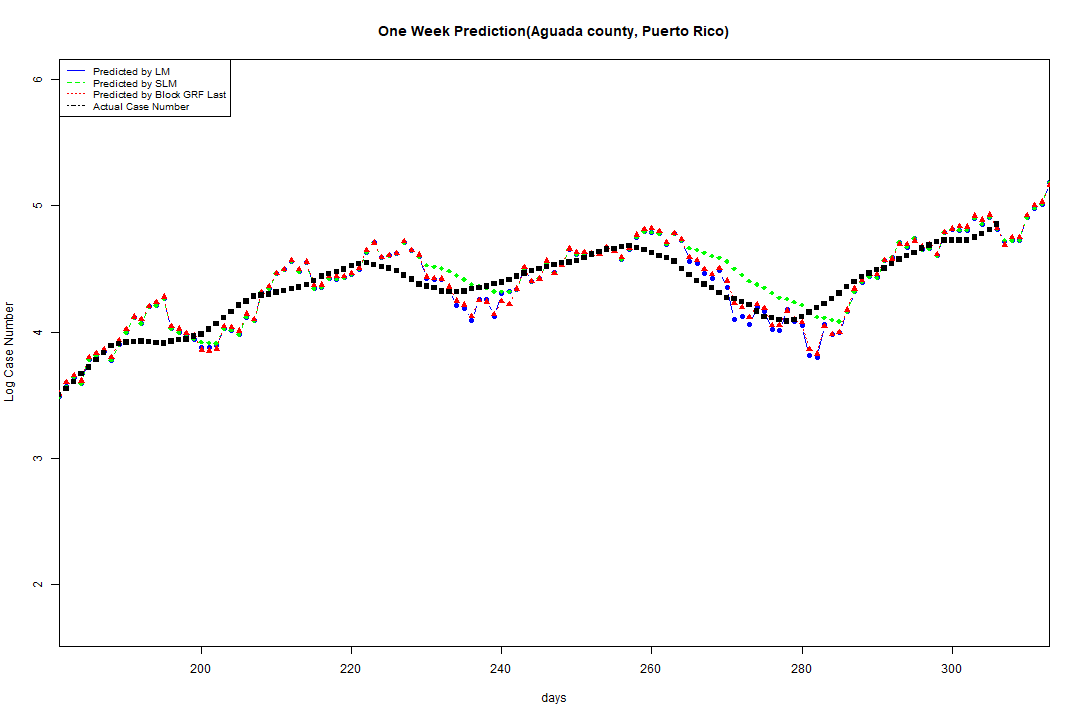 One Week Prediction(Aguada county, Puerto Rico)
Predicted by LM
Predicted by SLM
Predicted by Block GRF Last
Actual Case Number
6
5
4
3
2
Log Case Number
200 220 240 260 280 300
days